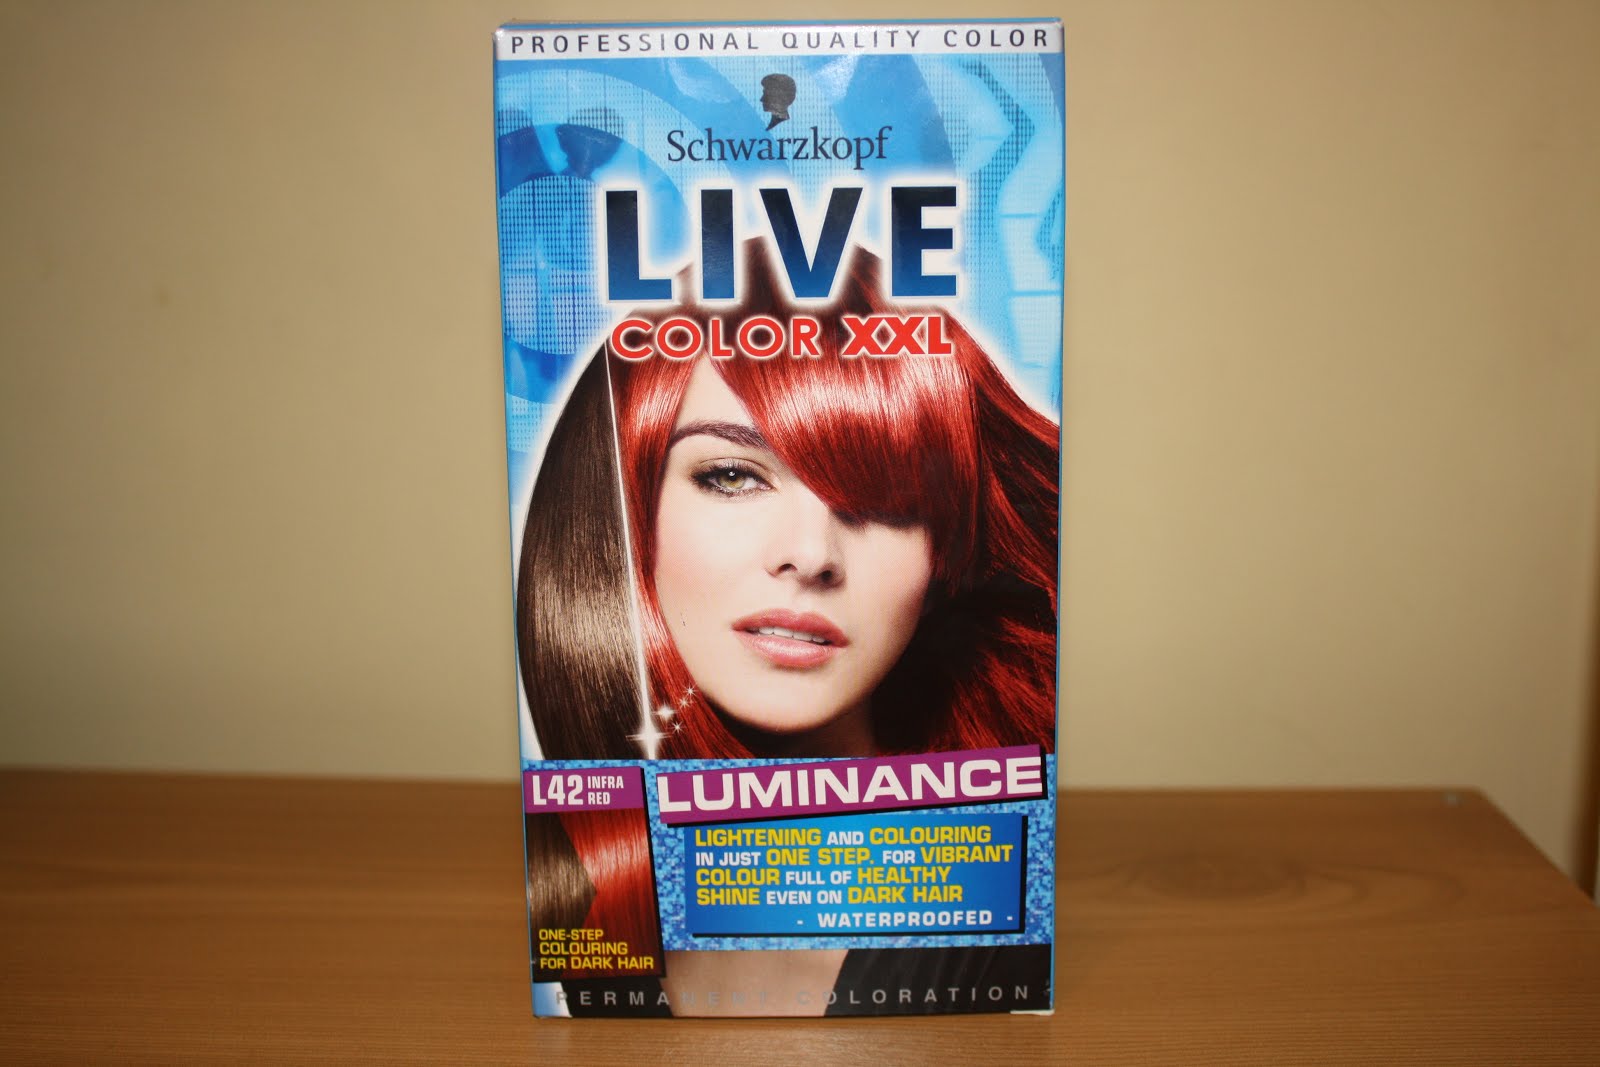 PROFESSIONAL QUALITY COLOR
Schwarzkopf
LIVE
COLOR XXL
L42 INFRA
RED
LUMINANCE
LIGHTENING AND COLOURING
IN JUST ONE STEP. FOR VIBRANT
COLOUR FULL OF HEALTHY
SHINE EVEN ON DARK HAIR
- WATERPROOFED -
ONE-STEP
COLOURING
FOR DARK HAIR
PERMANENT COLORATION